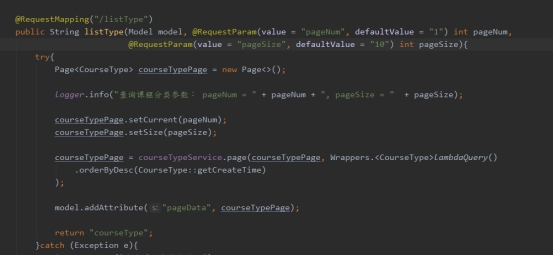 @RequestMapping("/listType")
public String listType(Model model, @RequestParam(value = "pageNum", defaultValue = "1") int pageNum,
@RequestParam(value = "pageSize", defaultValue = "10") int pageSize){
try{
Page<CourseType> courseTypePage = new Page<>();
logger.info("查询课程分类参数： pageNum = " + pageNum + ", pageSize = " + pageSize);
courseTypePage.setCurrent(pageNum);
courseTypePage.setSize(pageSize);
courseTypePage = courseTypeService.page(courseTypePage, Wrappers.<CourseType>lambdaQuery()
.orderByDesc(CourseType::getCreateTime)
);
model.addAttribute( s: "pageData", courseTypePage);
return "courseType";
}catch (Exception e){